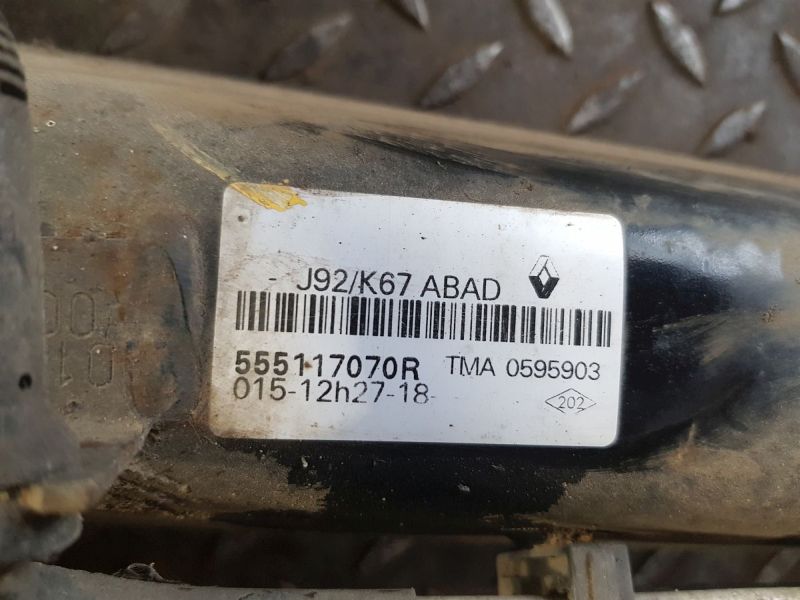 J92/K67 ABAD
555117070R TMA 0595903
015-12h27-18
202